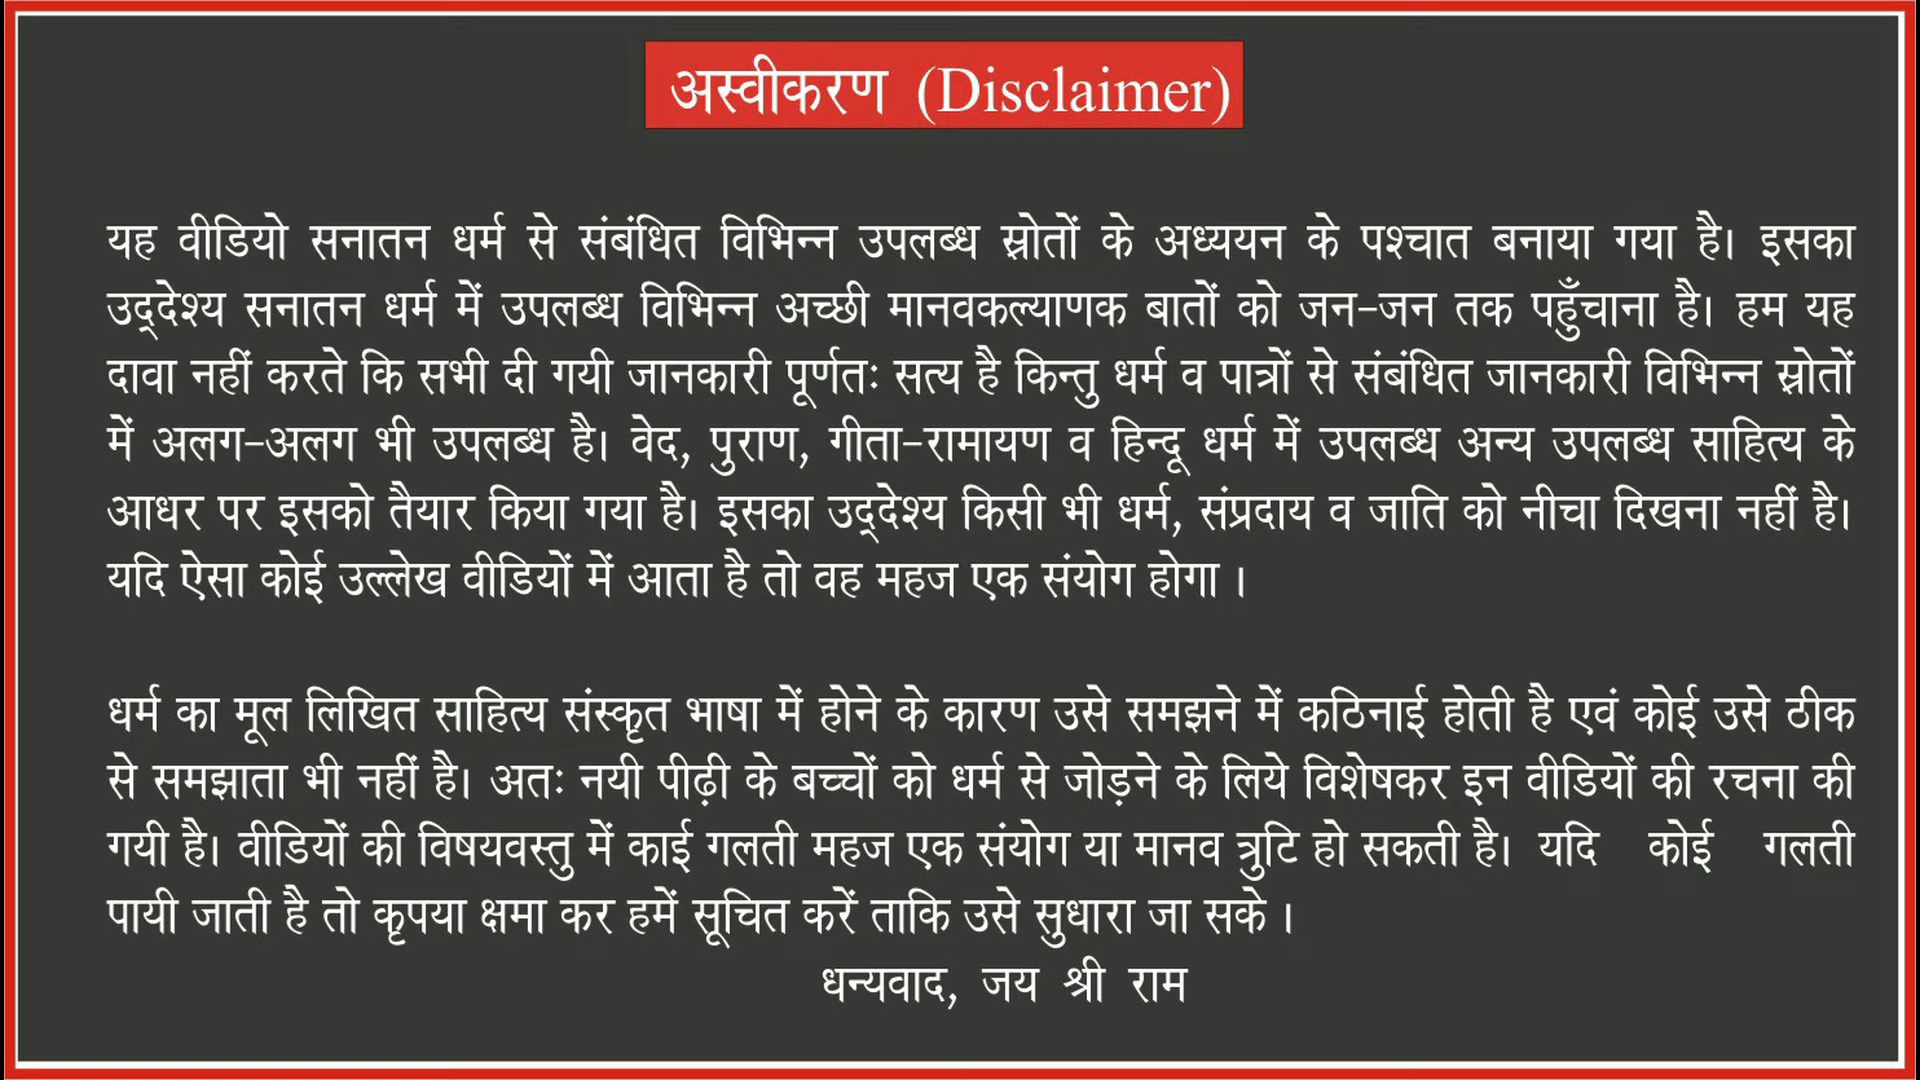 अस्वीकरण (Disclaimer)
यह वीडियो सनातन धर्म से संबंधित विभिन्न उपलब्ध स्रोतों के अध्ययन के पश्चात बनाया गया है। इसका
उद्देश्य सनातन धर्म में उपलब्ध विभिन्न अच्छी मानवकल्याणक बातों को जन-जन तक पहुँचाना है। हम यह
दावा नहीं करते कि सभी दी गयी जानकारी पूर्णतः सत्य है किन्तु धर्म व पात्रों से संबंधित जानकारी विभिन्न स्रोतों
में अलग-अलग भी उपलब्ध है। वेद, पुराण, गीता-रामायण व हिन्दू धर्म में उपलब्ध अन्य उपलब्ध साहित्य के
आधर पर इसको तैयार किया गया है। इसका उद्देश्य किसी भी धर्म, संप्रदाय व जाति को नीचा दिखना नहीं है।
यदि ऐसा कोई उल्लेख वीडियों में आता है तो वह महज एक संयोग होगा ।
धर्म का मूल लिखित साहित्य संस्कृत भाषा में होने के कारण उसे समझने में कठिनाई होती है एवं कोई उसे ठीक
से समझाता भी नहीं है। अतः नयी पीढ़ी के बच्चों को धर्म से जोड़ने के लिये विशेषकर इन वीडियों की रचना की
गयी है। वीडियों की विषयवस्तु में काई गलती महज एक संयोग या मानव त्रुटि हो सकती है। यदि कोई गलती
पायी जाती है तो कृपया क्षमा कर हमें सूचित करें ताकि उसे सुधारा जा सके ।
धन्यवाद, जय श्री राम